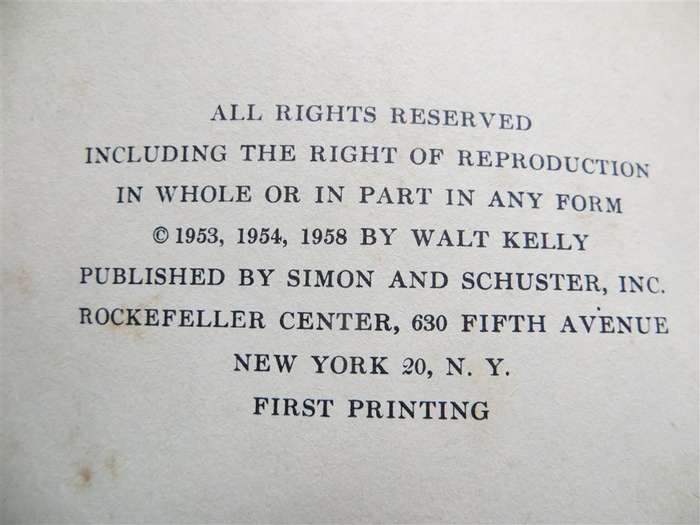 ALL RIGHTS RESERVED
INCLUDING THE RIGHT OF REPRODUCTION
IN WHOLE OR IN PART IN ANY FORM
© 1953, 1954, 1958 BY WALT KELLY
PUBLISHED BY SIMON AND SCHUSTER, INC.
ROCKEFELLER CENTER, 630 FIFTH AVENUE
NEW YORK 20, N. Y.
FIRST PRINTING